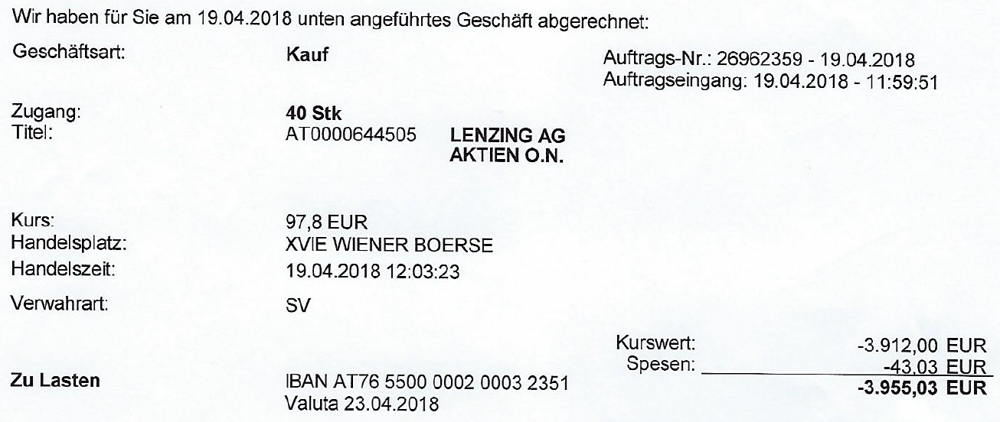 Wir haben für Sie am 19.04.2018 unten angeführtes Geschäft abgerechnet:
Geschäftsart: Kauf
Auftrags-Nr.: 26962359 - 19.04.2018
Auftragseingang: 19.04.2018 - 11:59:51
Zugang: 40 Stk
Titel: AT0000644505 LENZING AG
AKTIEN O.N.
Kurs: 97,8 EUR
Handelsplatz: XVIE WIENER BOERSE
Handelszeit: 19.04.2018 12:03:23
Verwahrart: SV
Kurswert: -3.912,00 EUR
Spesen: -43,03 EUR
Zu Lasten IBAN AT76 5500 0002 0003 2351 -3.955,03 EUR
Valuta 23.04.2018